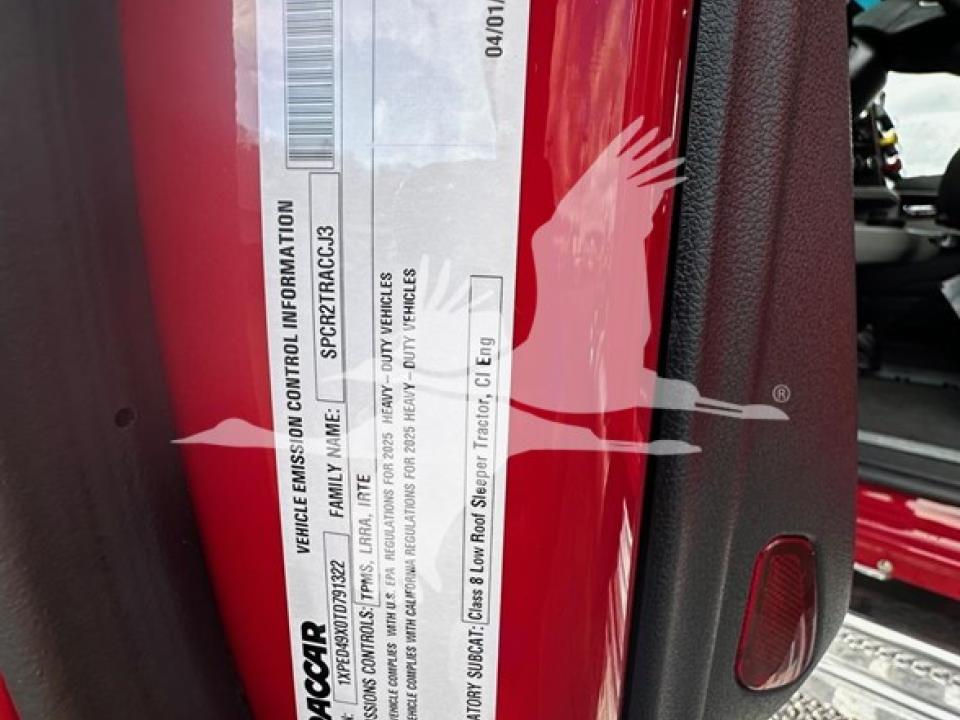 VEHICLE EMISSION CONTROL INFORMATION
1XPED49X0TD791322 FAMILY NAME: SPCR2TRACCJ3
SSIONS CONTROLS: TPMS, LRRA, IRTE
VEHICLE COMPLIES WITH U.S. EPA REGULATIONS FOR 2025 HEAVY-DUTY VEHICLES
VEHICLE COMPLIES WITH CALIFORNIA REGULATIONS FOR 2025 HEAVY-DUTY VEHICLES
ATORY SUBCAT: Class 8 Low Roof Sleeper Tractor, CI Eng
04/01/
®